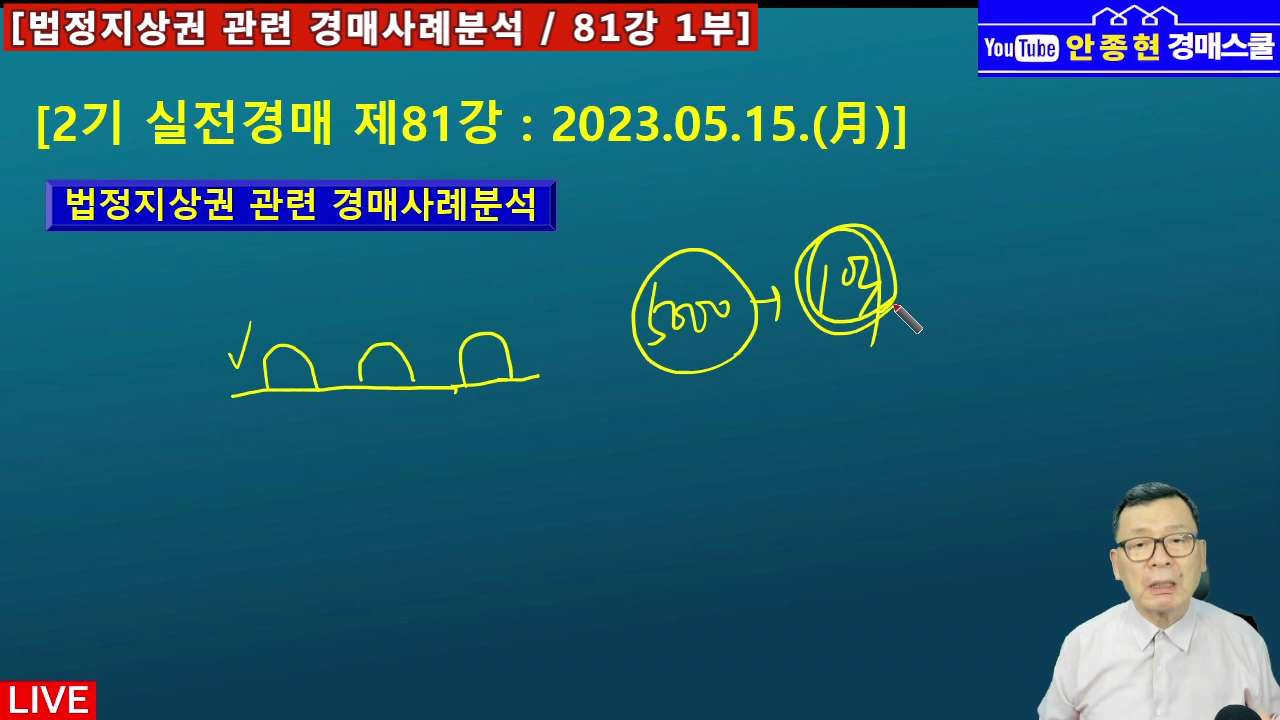 [법정지상권 관련 경매사례분석 / 81강 1부]
YouTube 안종현 경매스쿨
[2기 실전경매 제81강 : 2023.05.15.(月)]
법정지상권 관련 경매사례분석
5000 1억
LIVE